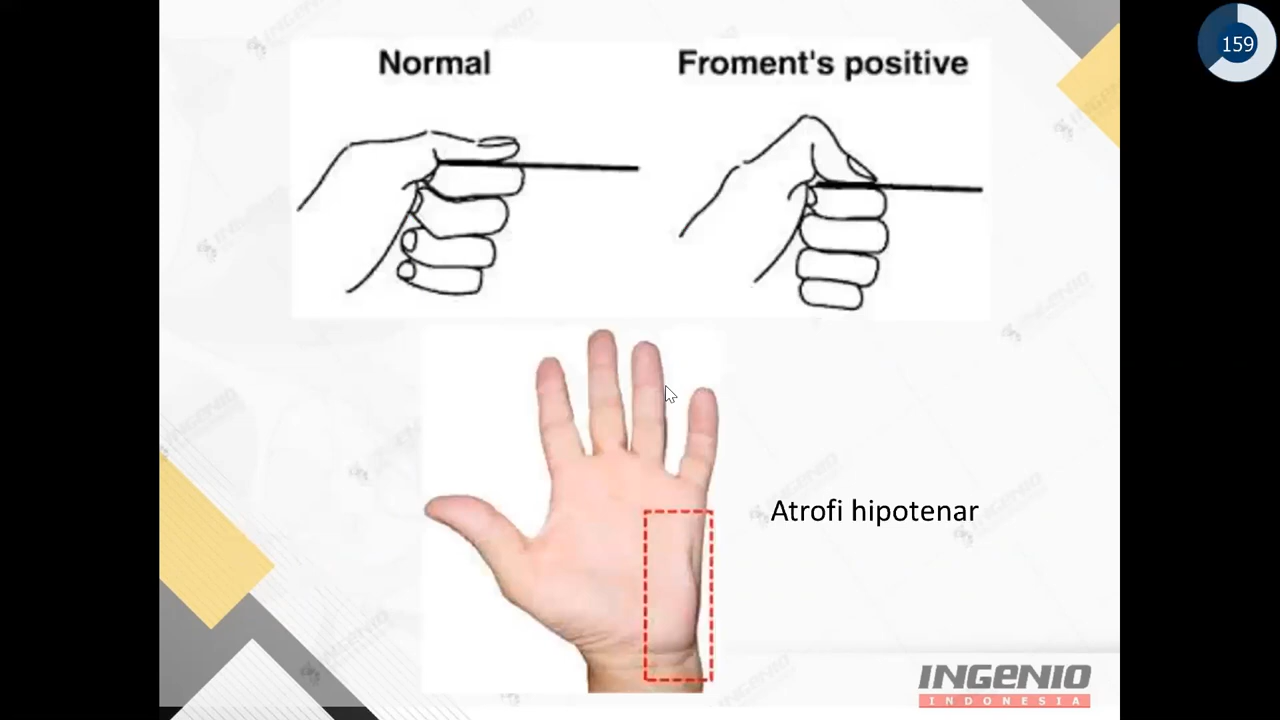 159
Normal
Froment's positive
Atrofi hipotenar
INGENIO
INDONESIA